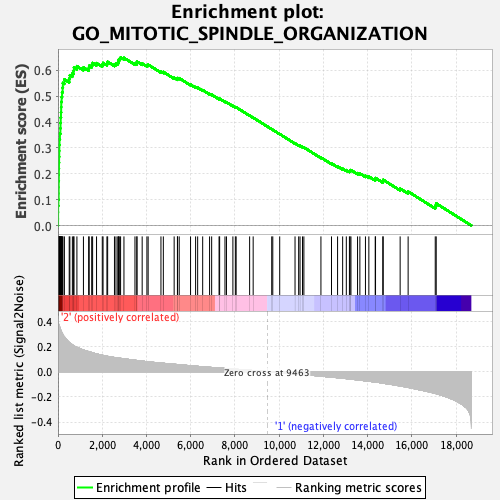 Enrichment plot:
GO_MITOTIC_SPINDLE_ORGANIZATION
Enrichment score (ES)
0.6
0.5
0.4
0.3
0.2
0.1
0.0
'2' (positively correlated)
Ranked list metric (Signal2Noise)
0.4
0.2
0.0
-0.2
-0.4
Zero cross at 9463
'1' (negatively correlated)
0
2,000
4,000
6,000
8,000
10,000
12,000
14,000
16,000
18,000
Rank in Ordered Dataset
Enrichment profile
Hits
Ranking metric scores